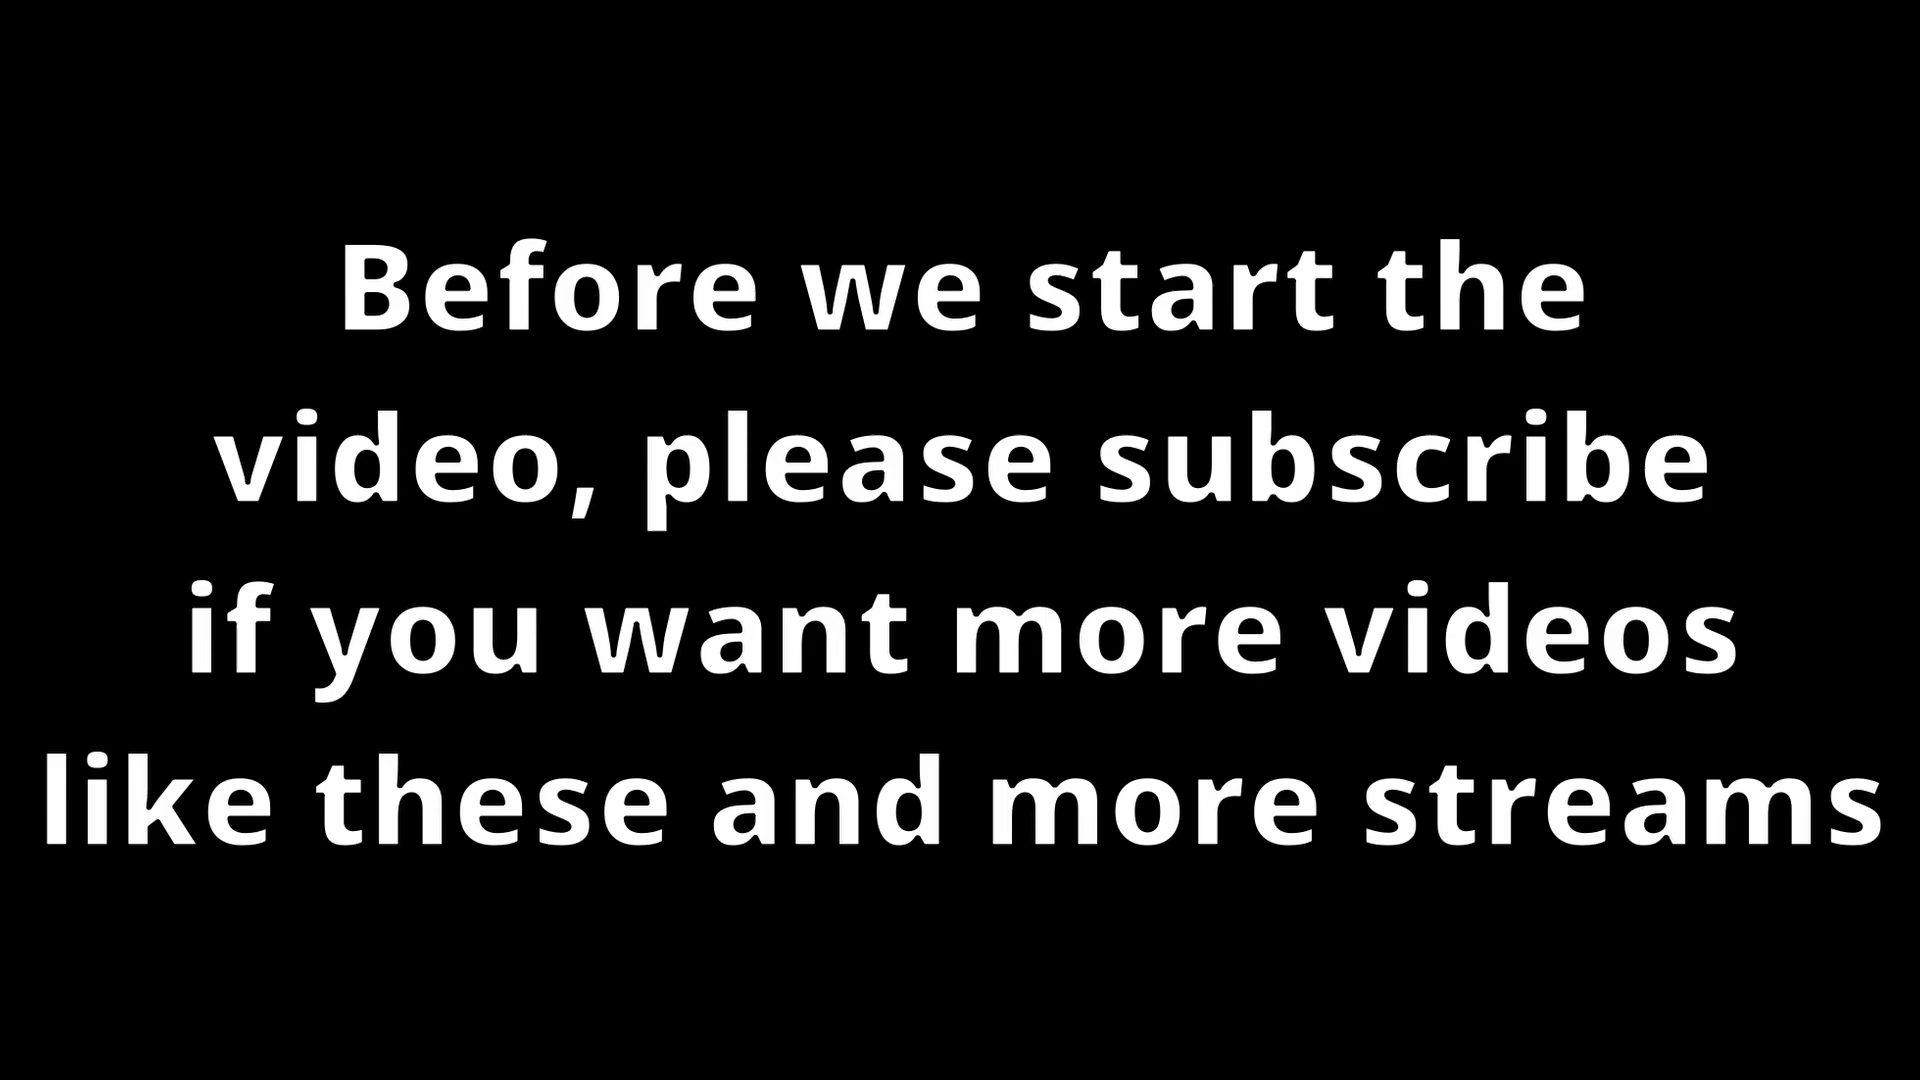 Before we start the
video, please subscribe
if you want more videos
like these and more streams